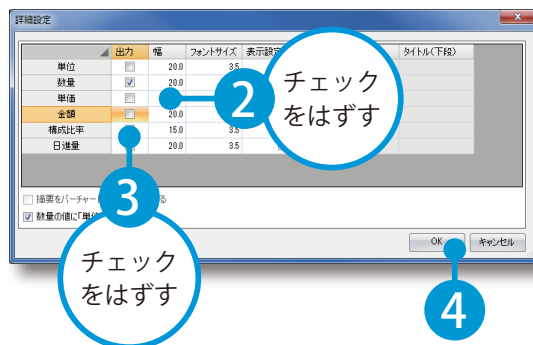 詳細設定
出力 幅 フォントサイズ 表示設定 タイトル(下段)
単位 20.0 3.5
数量 20.0
単価
金額 20.0
構成比率 15.0 3.5
日進量 20.0 3.5
2
チェック
をはずす
摘要をバーチャート
る
数量の値に「単位
3
チェック
をはずす
OK キャンセル
4